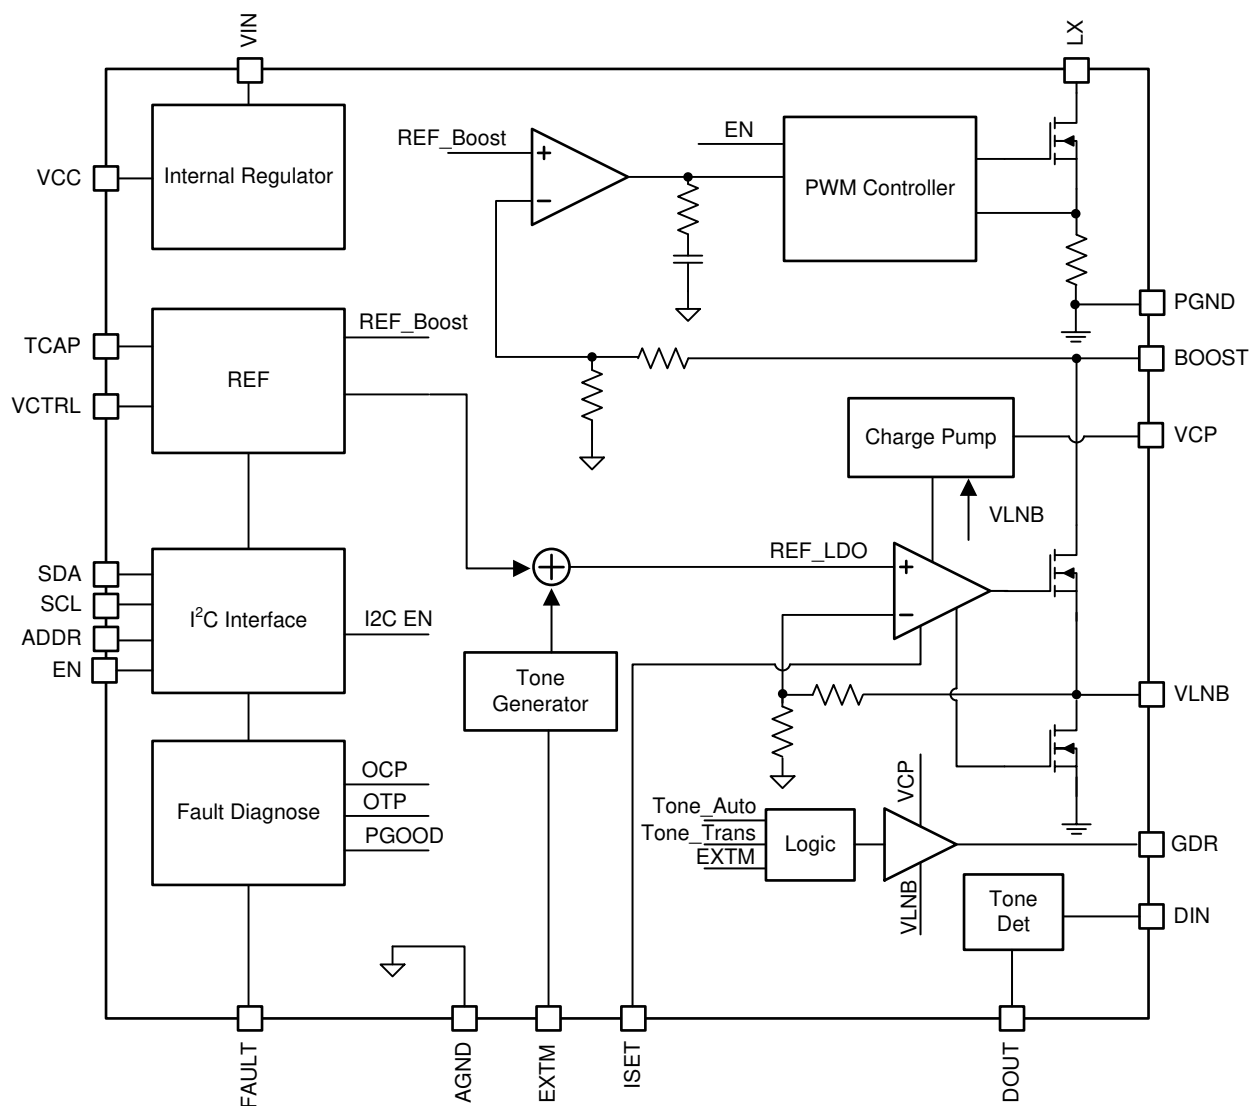 VIN
LX
VCC
Internal Regulator
REF_Boost
+
−
EN
PWM Controller
PGND
BOOST
TCAP
VCTRL
REF
REF_Boost
Charge Pump
VCP
VLNB
SDA
SCL
ADDR
EN
I²C Interface
I2C EN
REF_LDO
+
−
Tone
Generator
VLNB
Fault Diagnose
OCP
OTP
PGOOD
Tone_Auto
Tone_Trans
EXTM
Logic
VCP
VLNB
GDR
Tone
Det
DIN
FAULT
AGND
EXTM
ISET
DOUT